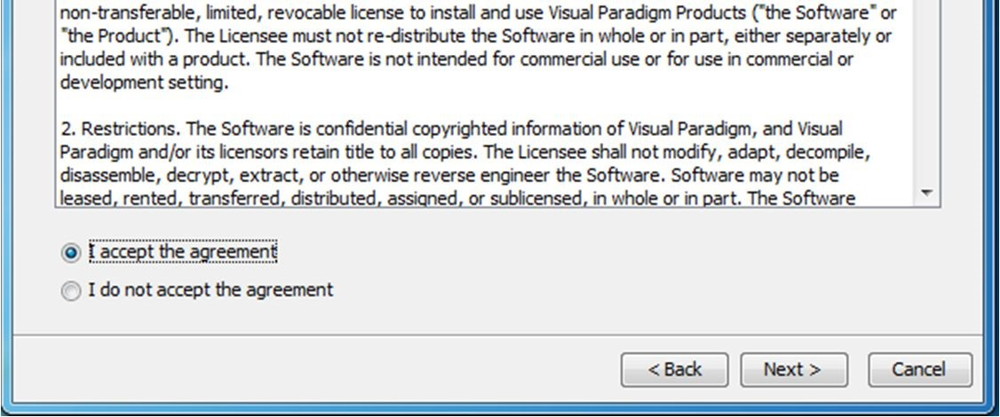 non-transferable, limited, revocable license to install and use Visual Paradigm Products ("the Software" or
"the Product"). The Licensee must not re-distribute the Software in whole or in part, either separately or
included with a product. The Software is not intended for commercial use or for use in commercial or
development setting.
2. Restrictions. The Software is confidential copyrighted information of Visual Paradigm, and Visual
Paradigm and/or its licensors retain title to all copies. The Licensee shall not modify, adapt, decompile,
disassemble, decrypt, extract, or otherwise reverse engineer the Software. Software may not be
leased, rented, transferred, distributed, assigned, or sublicensed, in whole or in part. The Software
I accept the agreement
I do not accept the agreement
< Back Next > Cancel